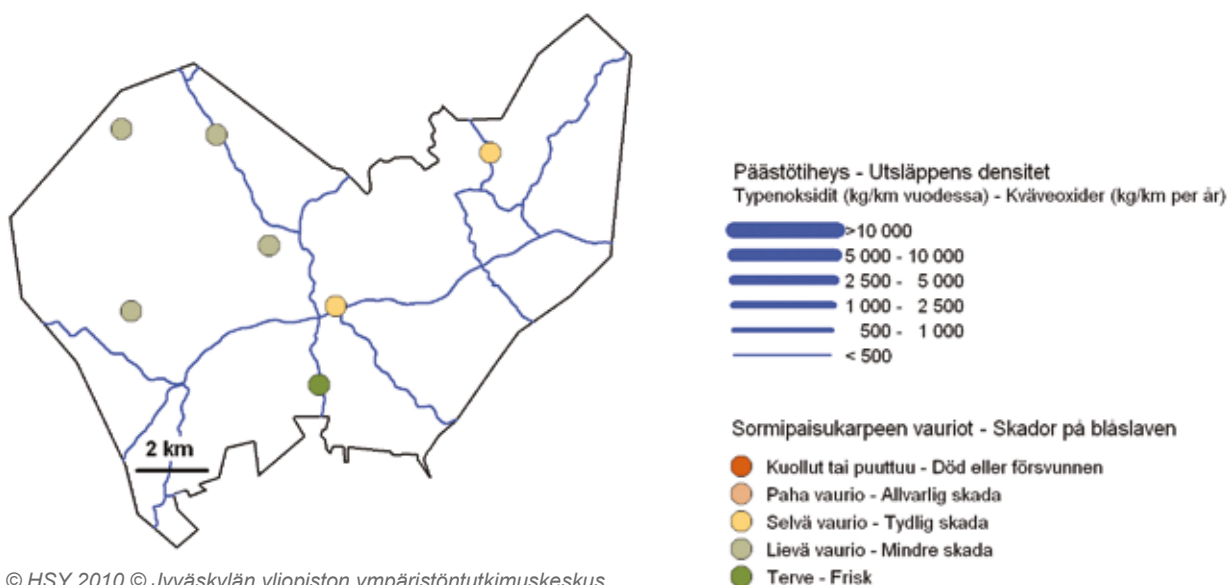 2 km
© HSY 2010 © Jyväskylän yliopiston ympäristöntutkimuskeskus
Päästötiheys - Utsläppens densitet
Typenoksidit (kg/km vuodessa) - Kväveoxider (kg/km per år)
>10 000
5 000 - 10 000
2 500 - 5 000
1 000 - 2 500
500 - 1 000
< 500
Sormipaisukarpeen vauriot - Skador på blåslaven
Kuollut tai puuttuu - Död eller försvunnen
Paha vaurio - Allvarlig skada
Selvä vaurio - Tydlig skada
Lievä vaurio - Mindre skada
Terve - Frisk